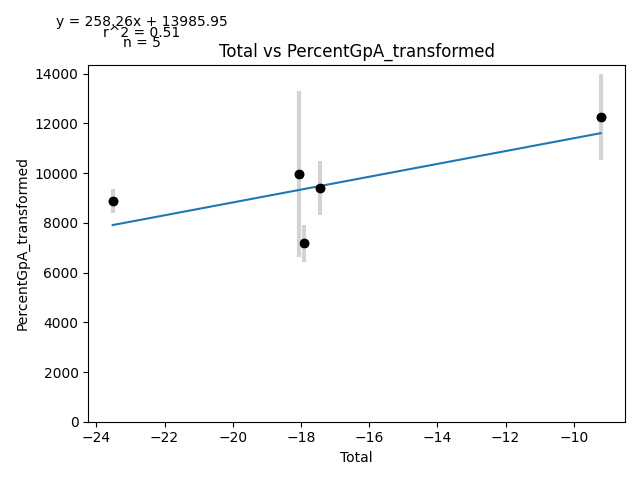 y = 258.26x + 13985.95
r^2 = 0.51
n = 5
Total vs PercentGpA_transformed
PercentGpA_transformed
14000
12000
10000
8000
6000
4000
2000
0
−24 −22 −20 −18 −16 −14 −12 −10
Total